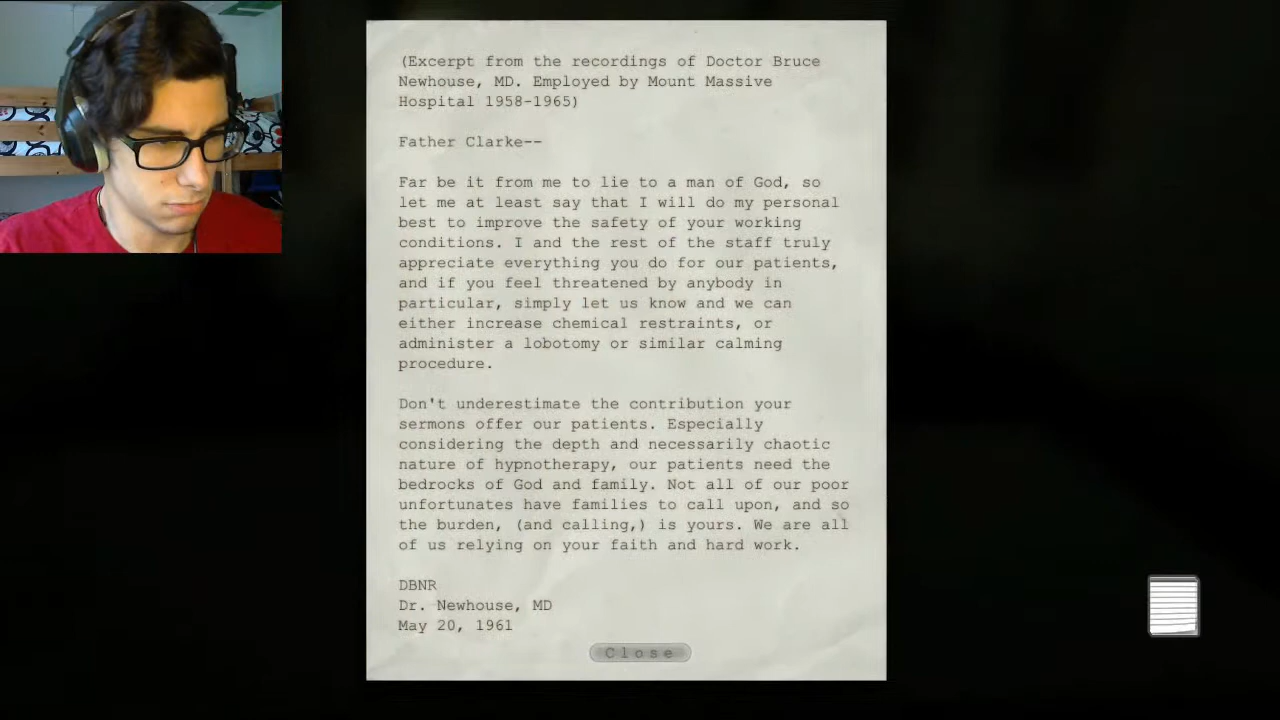 (Excerpt from the recordings of Doctor Bruce
Newhouse, MD. Employed by Mount Massive
Hospital 1958-1965)
Father Clarke--
Far be it from me to lie to a man of God, so
let me at least say that I will do my personal
best to improve the safety of your working
conditions. I and the rest of the staff truly
appreciate everything you do for our patients,
and if you feel threatened by anybody in
particular, simply let us know and we can
either increase chemical restraints, or
administer a lobotomy or similar calming
procedure.
Don't underestimate the contribution your
sermons offer our patients. Especially
considering the depth and necessarily chaotic
nature of hypnotherapy, our patients need the
bedrocks of God and family. Not all of our poor
unfortunates have families to call upon, and so
the burden, (and calling,) is yours. We are all
of us relying on your faith and hard work.
DBNR
Dr. Newhouse, MD
May 20, 1961
Close